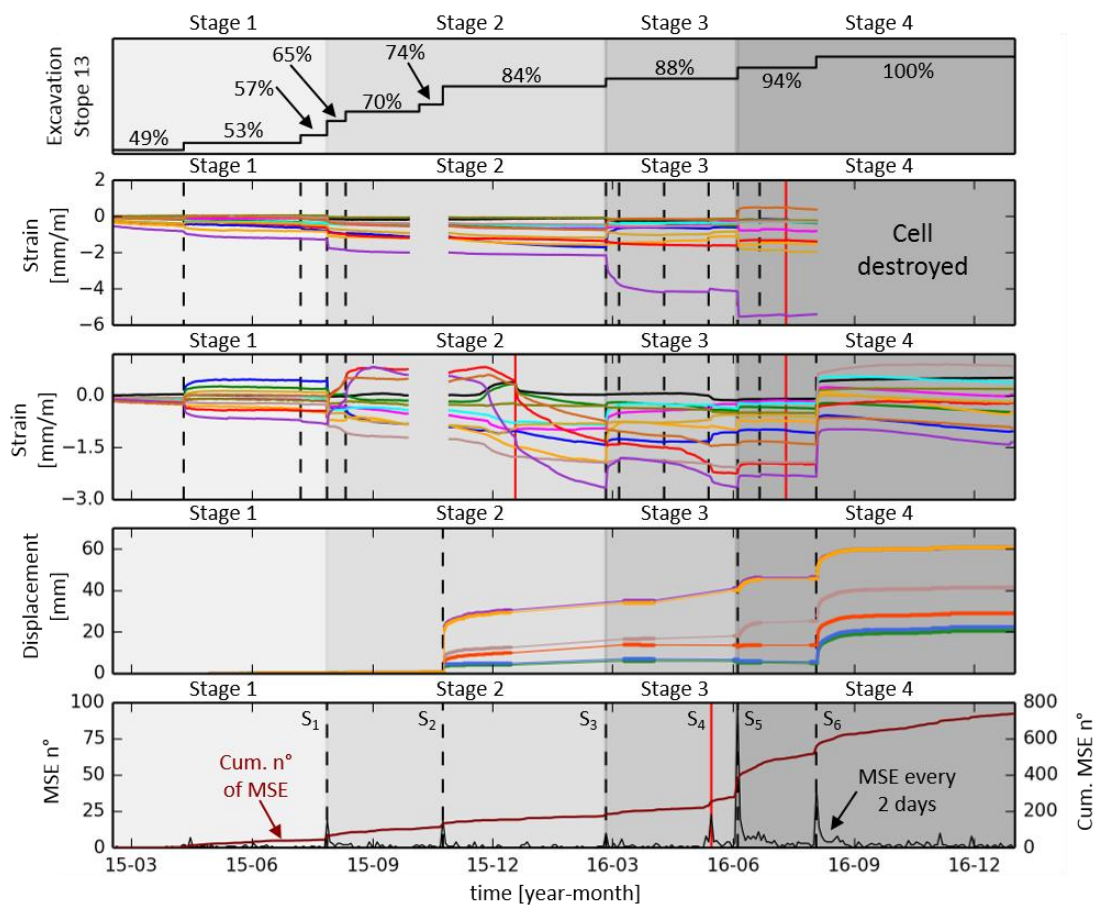 Stage 1 Stage 2 Stage 3 Stage 4
Excavation
Stope 13
49%
53%
57%
65%
70%
74%
84%
88%
94%
100%
Stage 1 Stage 2 Stage 3 Stage 4
Strain
[mm/m]
2
0
−2
−4
−6
Cell
destroyed
Stage 1 Stage 2 Stage 3 Stage 4
Strain
[mm/m]
0.0
−1.5
−3.0
Stage 1 Stage 2 Stage 3 Stage 4
Displacement
[mm]
60
40
20
0
Stage 1 Stage 2 Stage 3 Stage 4
MSE n°
100
75
50
25
0
S1 S2 S3 S4 S5 S6
Cum. n°
of MSE
MSE every
2 days
800
600
400
200
0
Cum. MSE n°
15-03 15-06 15-09 15-12 16-03 16-06 16-09 16-12
time [year-month]